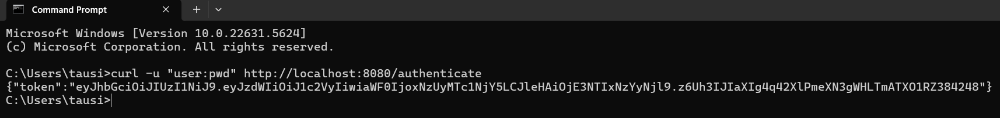 Command Prompt
Microsoft Windows [Version 10.0.22631.5624]
(c) Microsoft Corporation. All rights reserved.
C:\Users\tausi>curl -u "user:pwd" http://localhost:8080/authenticate
{"token":"eyJhbGciOiJIUzI1NiJ9.eyJzdWIiOiJ1c2VyIiwiaWF0IjoxNzUyMTc1NjY5LCJleHAiOjE3NTIxNzYyNjl9.z6Uh3IJIaXIg4q42XlPmeXN3gWHLTmATXO1RZ384248"}
C:\Users\tausi>